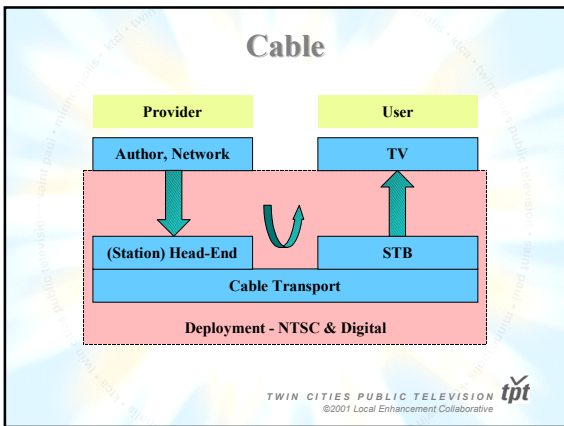 Cable
Provider
User
Author, Network
TV
(Station) Head-End
STB
Cable Transport
Deployment - NTSC & Digital
TWIN CITIES PUBLIC TELEVISION tpt
©2001 Local Enhancement Collaborative